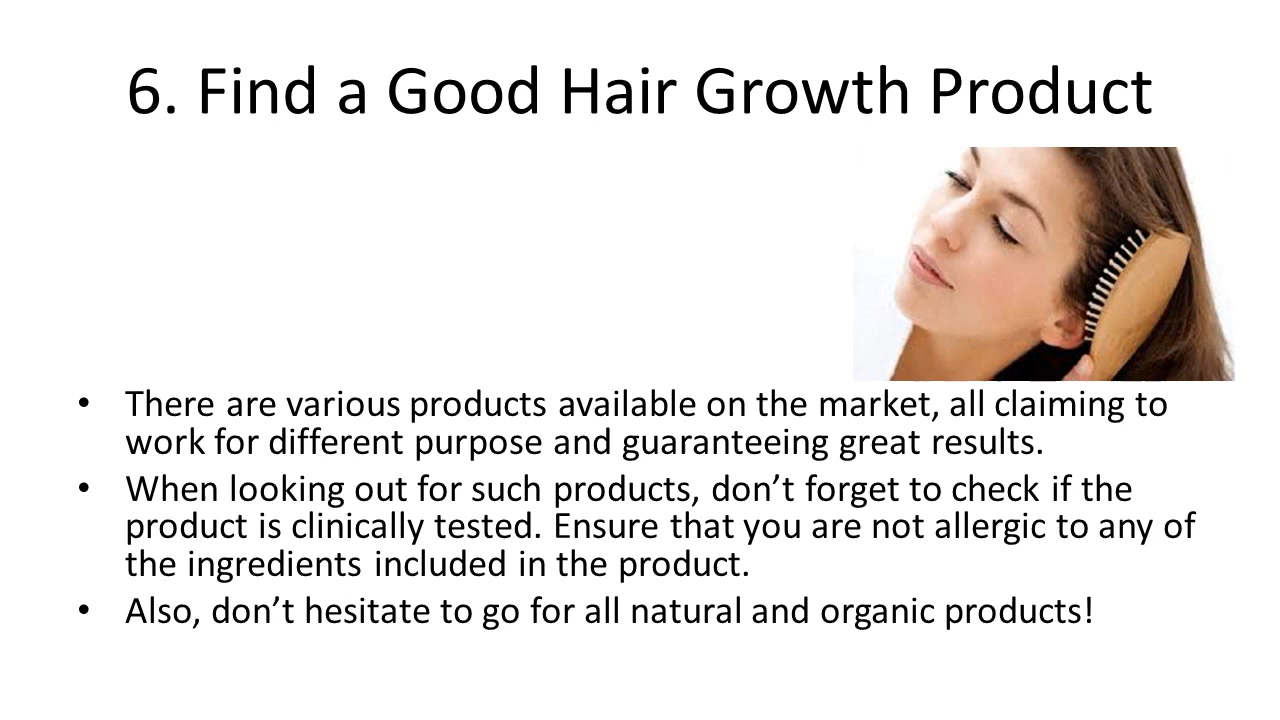 6. Find a Good Hair Growth Product
• There are various products available on the market, all claiming to
work for different purpose and guaranteeing great results.
• When looking out for such products, don’t forget to check if the
product is clinically tested. Ensure that you are not allergic to any of
the ingredients included in the product.
• Also, don’t hesitate to go for all natural and organic products!